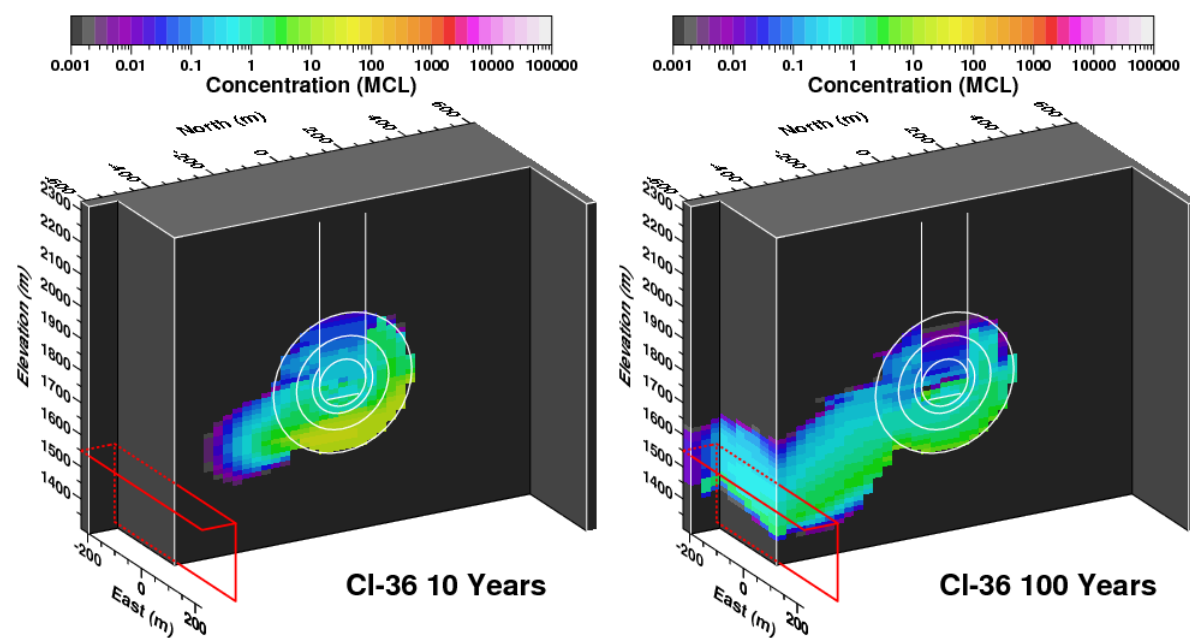 0.001 0.01 0.1 1 10 100 1000 10000 100000
Concentration (MCL)
North (m)
-600 -400 -200 0 200 400 600
Elevation (m)
2300
2200
2100
2000
1900
1800
1700
1600
1500
1400
-200 0 200
East (m)
Cl-36 10 Years
0.001 0.01 0.1 1 10 100 1000 10000 100000
Concentration (MCL)
North (m)
-600 -400 -200 0 200 400 600
Elevation (m)
2300
2200
2100
2000
1900
1800
1700
1600
1500
1400
-200 0 200
East (m)
Cl-36 100 Years